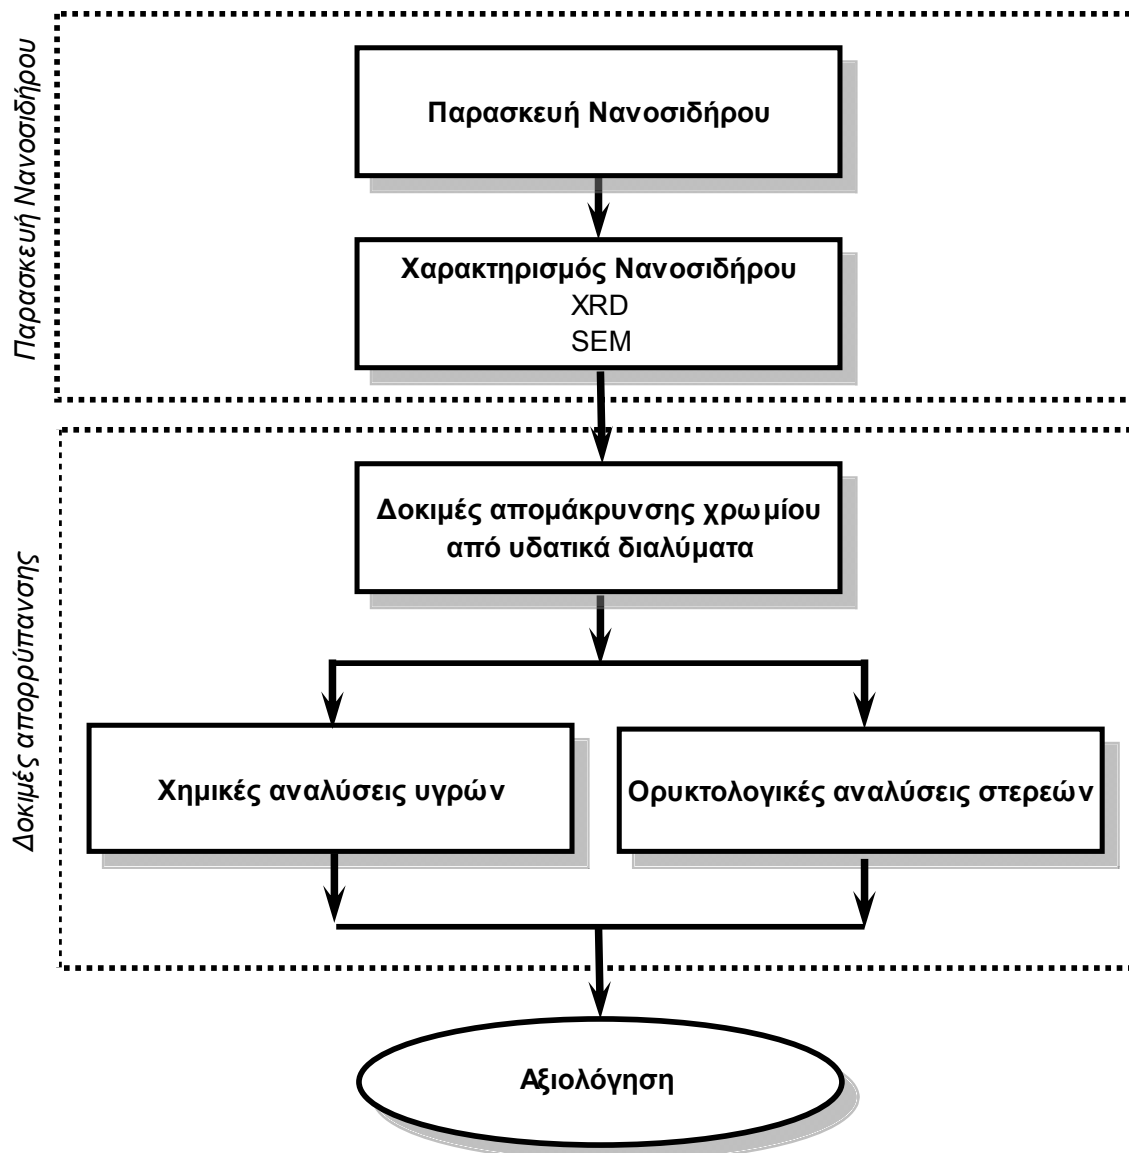 Παρασκευή Νανοσιδήρου
Παρασκευή Νανοσιδήρου
Χαρακτηρισμός Νανοσιδήρου
XRD
SEM
Δοκιμές απορρύπανσης
Δοκιμές απομάκρυνσης χρωμίου
από υδατικά διαλύματα
Χημικές αναλύσεις υγρών
Ορυκτολογικές αναλύσεις στερεών
Αξιολόγηση